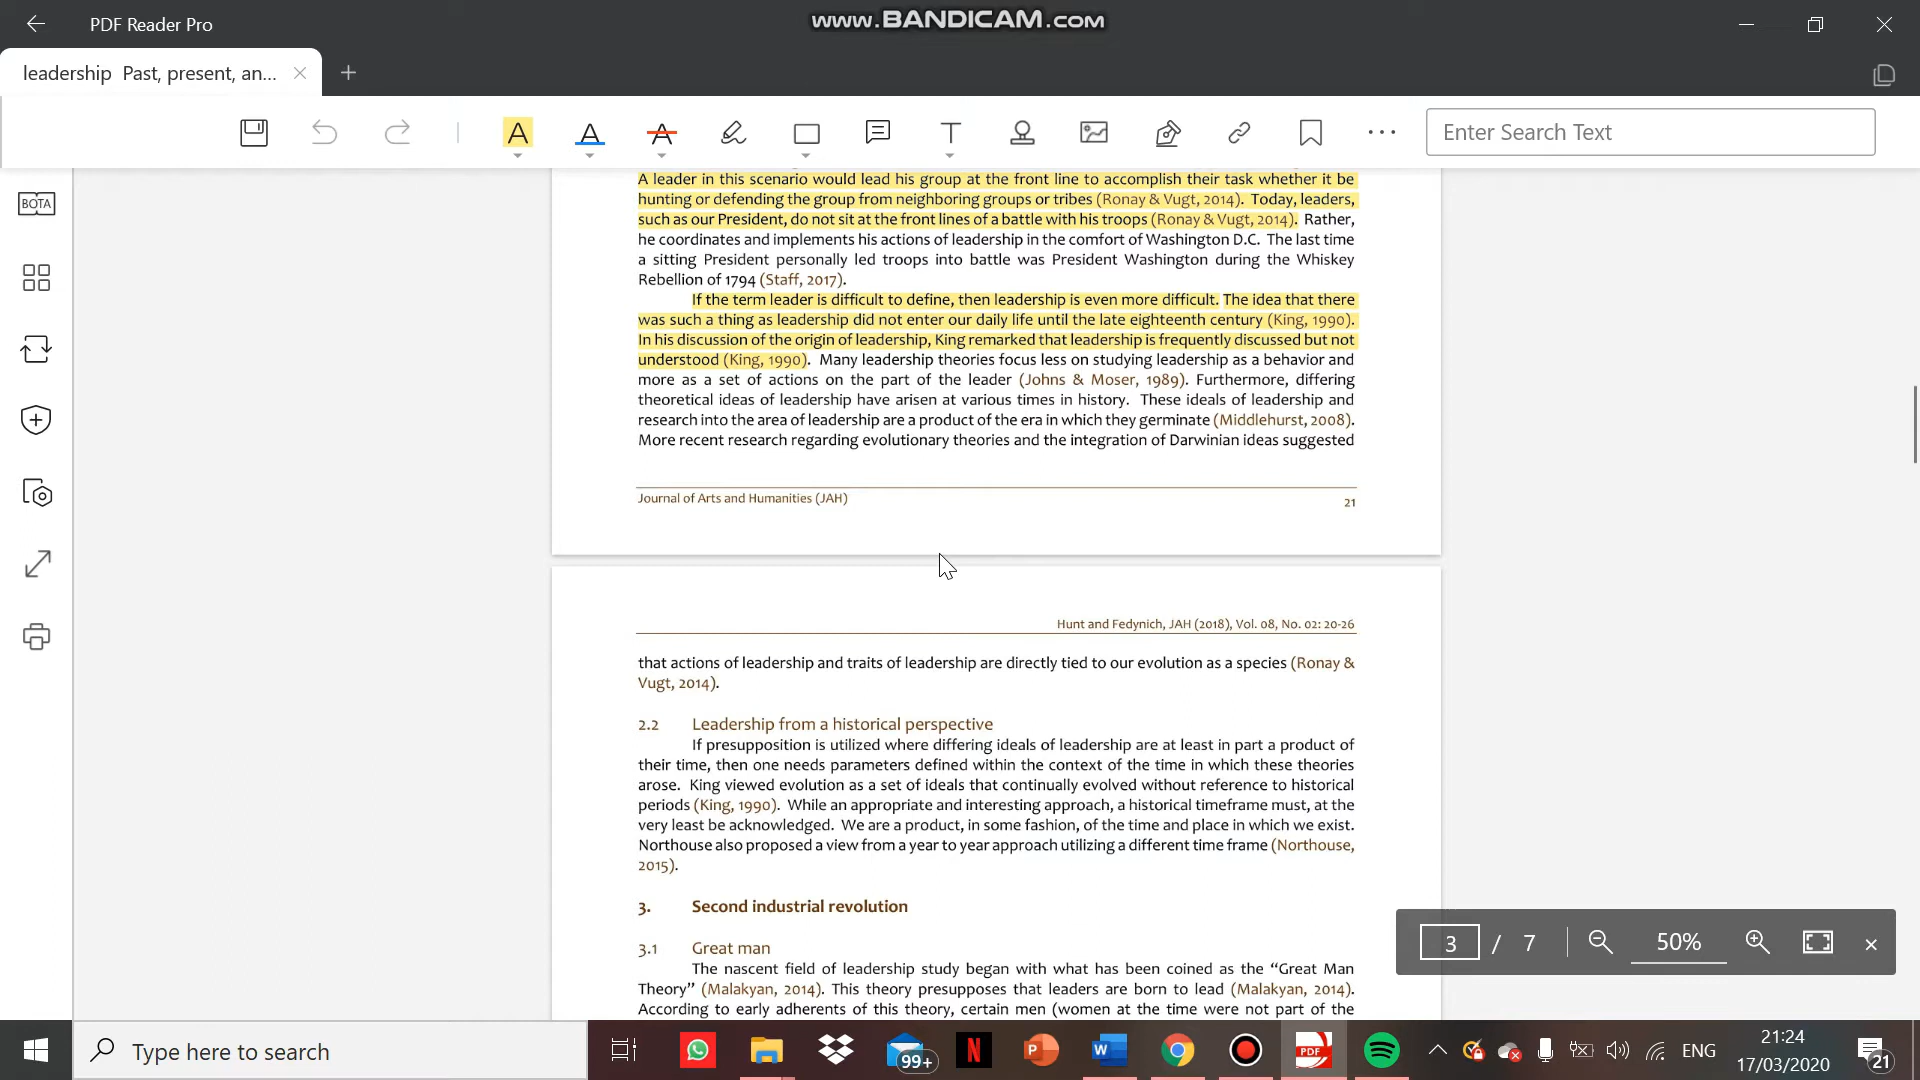 PDF Reader Pro
www.BANDICAM.com
leadership Past, present, an...
Enter Search Text
BOTA
A leader in this scenario would lead his group at the front line to accomplish their task whether it be
hunting or defending the group from neighboring groups or tribes (Ronay & Vugt, 2014). Today, leaders,
such as our President, do not sit at the front lines of a battle with his troops (Ronay & Vugt, 2014). Rather,
he coordinates and implements his actions of leadership in the comfort of Washington D.C. The last time
a sitting President personally led troops into battle was President Washington during the Whiskey
Rebellion of 1794 (Staff, 2017).
If the term leader is difficult to define, then leadership is even more difficult. The idea that there
was such a thing as leadership did not enter our daily life until the late eighteenth century (King, 1990).
In his discussion of the origin of leadership, King remarked that leadership is frequently discussed but not
understood (King, 1990). Many leadership theories focus less on studying leadership as a behavior and
more as a set of actions on the part of the leader (Johns & Moser, 1989). Furthermore, differing
theoretical ideas of leadership have arisen at various times in history. These ideals of leadership and
research into the area of leadership are a product of the era in which they germinate (Middlehurst, 2008).
More recent research regarding evolutionary theories and the integration of Darwinian ideas suggested
Journal of Arts and Humanities (JAH) 21
Hunt and Fedynich, JAH (2018), Vol. 08, No. 02: 20-26
that actions of leadership and traits of leadership are directly tied to our evolution as a species (Ronay &
Vugt, 2014).
2.2 Leadership from a historical perspective
If presupposition is utilized where differing ideals of leadership are at least in part a product of
their time, then one needs parameters defined within the context of the time in which these theories
arose. King viewed evolution as a set of ideals that continually evolved without reference to historical
periods (King, 1990). While an appropriate and interesting approach, a historical timeframe must, at the
very least be acknowledged. We are a product, in some fashion, of the time and place in which we exist.
Northouse also proposed a view from a year to year approach utilizing a different time frame (Northouse,
2015).
3. Second industrial revolution
3.1 Great man
The nascent field of leadership study began with what has been coined as the “Great Man
Theory” (Malakyan, 2014). This theory presupposes that leaders are born to lead (Malakyan, 2014).
According to early adherents of this theory, certain men (women at the time were not part of the
3 / 7 50%
Type here to search
99+
ENG
21:24
17/03/2020
21